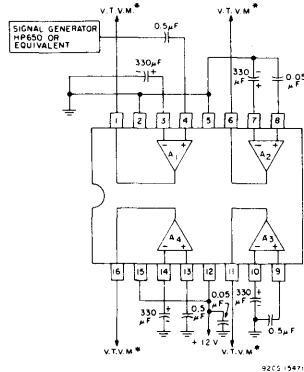 V.T.V.M*
V.T.V.M*
SIGNAL GENERATOR
HP650 OR
EQUIVALENT
0.5µF
330µF
- +
330
µF
-
+
0.05
µF
1 2 3 4 5 6 7 8
- +
A1
- +
A2
A4
- +
A3
- +
16 15 14 13 12 11 10 9
330
µF
+
-
0.5
µF
0.05
µF
+ 12 V
330
µF
+
-
0.5µF
V.T.V.M*
V.T.V.M*
92CS 15471